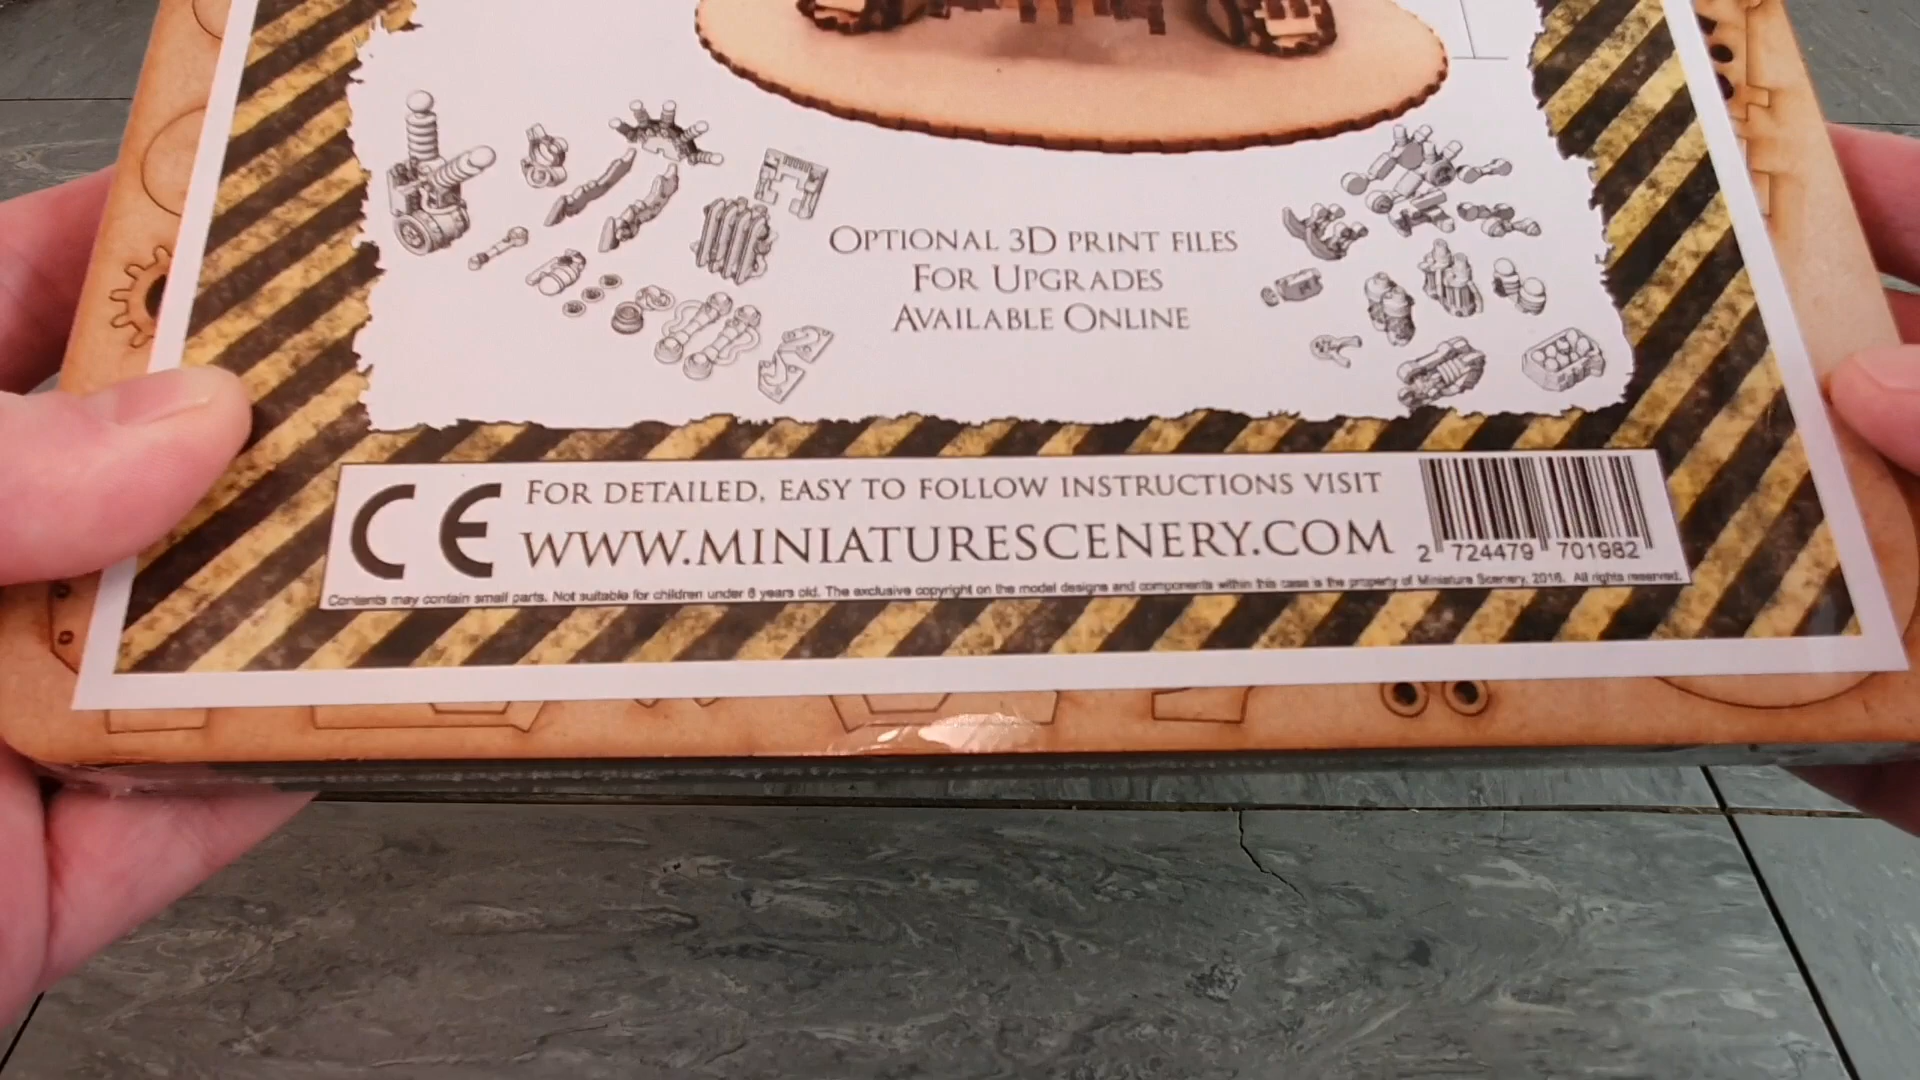 OPTIONAL 3D PRINT FILES
FOR UPGRADES
AVAILABLE ONLINE
CE
FOR DETAILED, EASY TO FOLLOW INSTRUCTIONS VISIT
WWW.MINIATURESCENERY.COM
2 724479 701982
Contents may contain small parts. Not suitable for children under 6 years old. The exclusive copyright on the model designs and components within this case is the property of Miniature Scenery, 2016. All rights reserved.